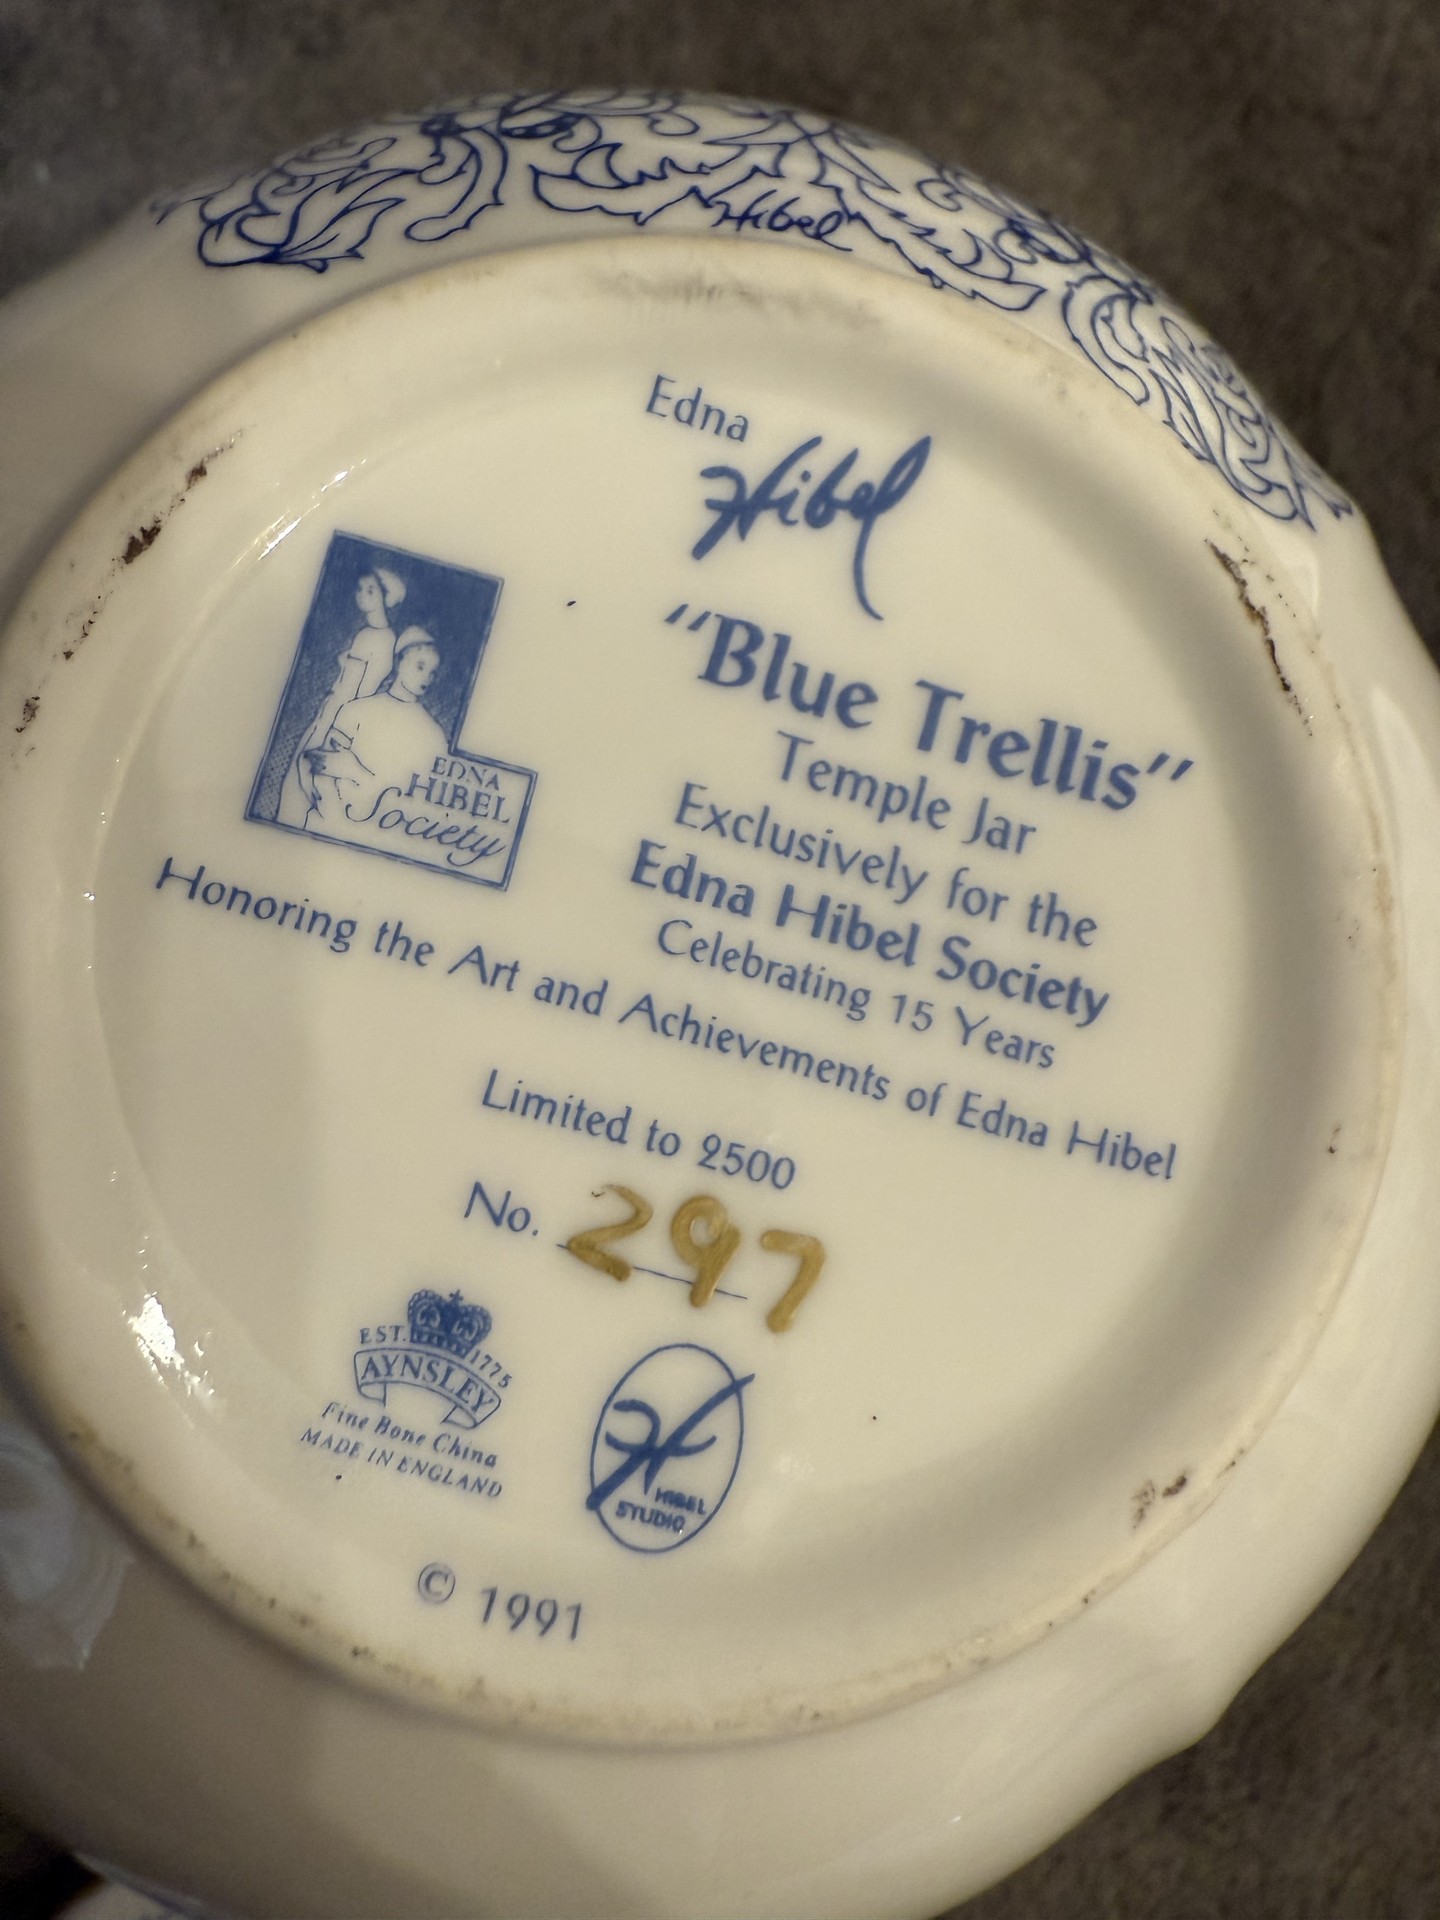 Hibel
Edna
Hibel
"Blue Trellis"
Temple Jar
Exclusively for the
Edna Hibel Society
Celebrating 15 Years
EDNA
HIBEL
Society
Honoring the Art and Achievements of Edna Hibel
Limited to 2500
No. 297
EST. 1775
AYNSLEY
Fine Bone China
MADE IN ENGLAND
H
HIBEL
STUDIO
© 1991